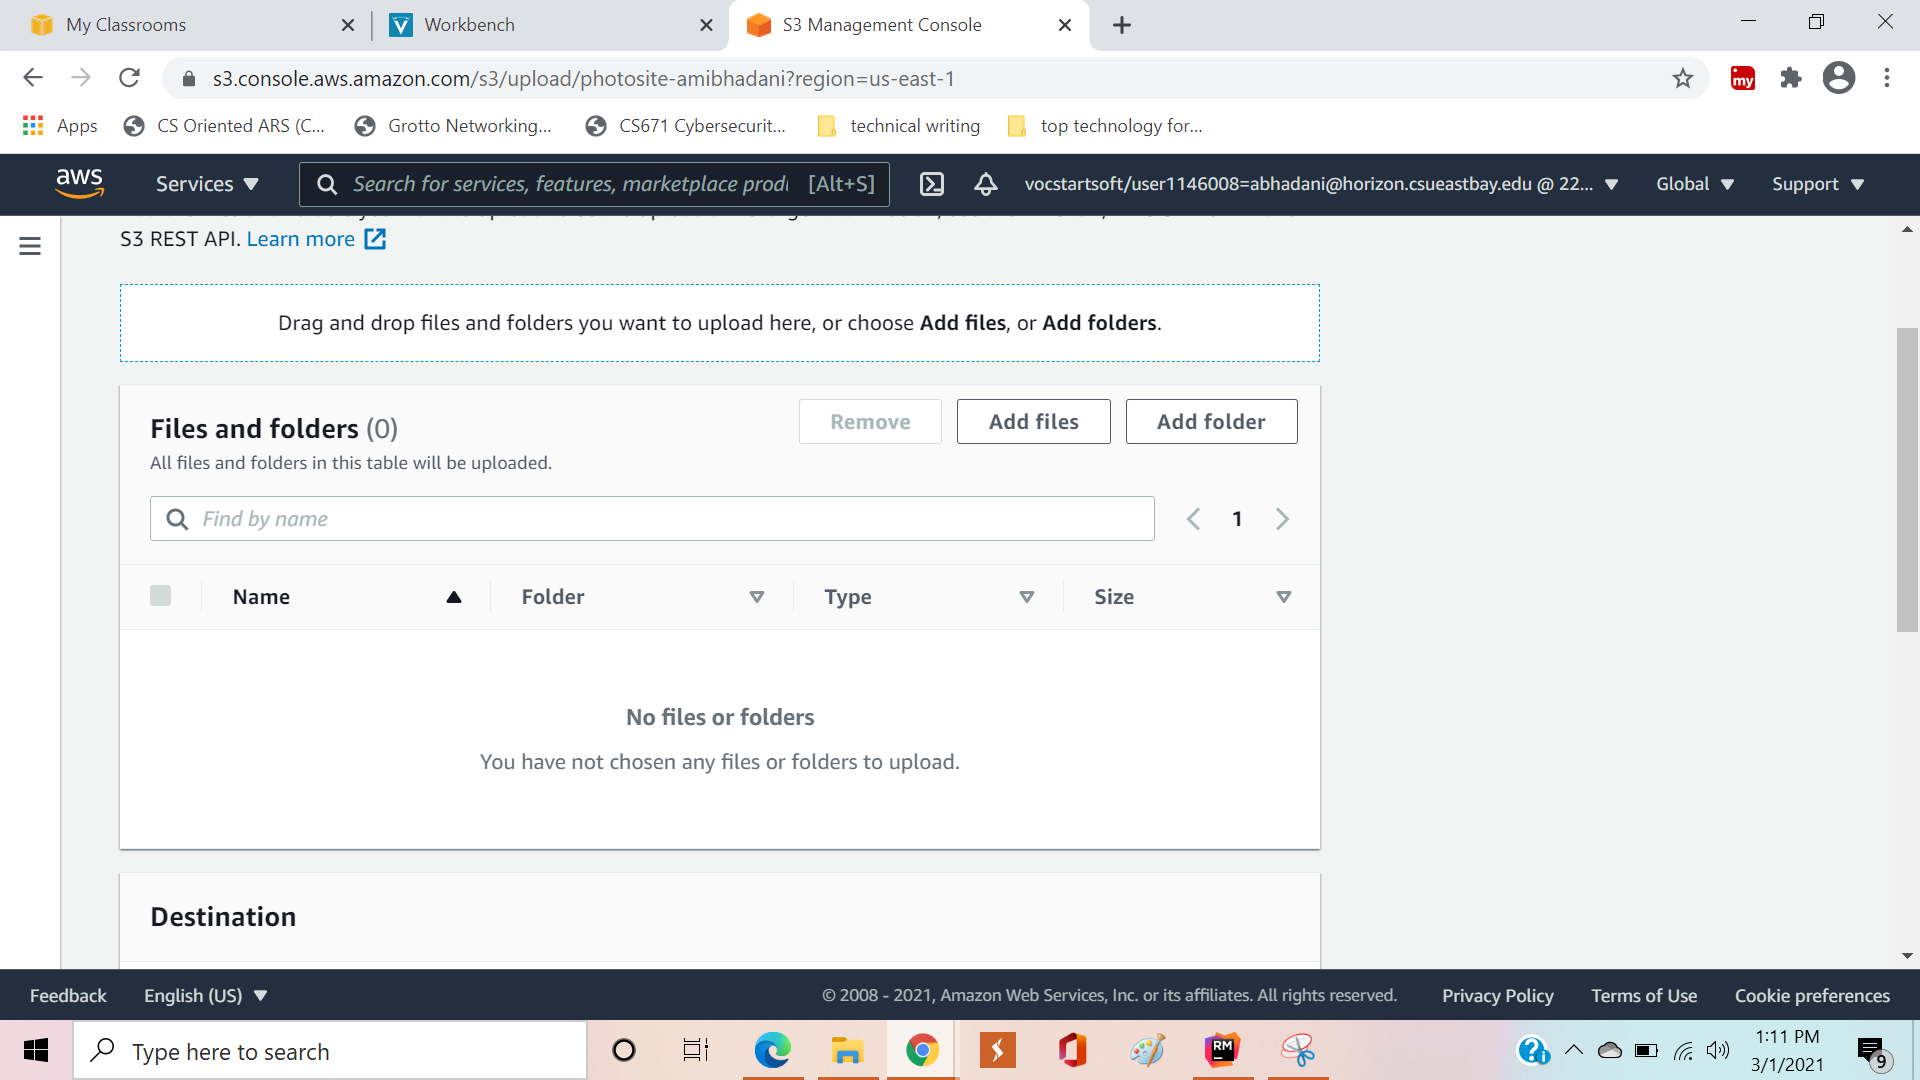 My Classrooms
Workbench
S3 Management Console
s3.console.aws.amazon.com/s3/upload/photosite-amibhadani?region=us-east-1
my
Apps
CS Oriented ARS (C...
Grotto Networking...
CS671 Cybersecurit...
technical writing
top technology for...
aws
Services
Search for services, features, marketplace prod
[Alt+S]
vocstartsoft/user1146008=abhadani@horizon.csueastbay.edu @ 22...
Global
Support
S3 REST API. Learn more
Drag and drop files and folders you want to upload here, or choose Add files, or Add folders.
Files and folders (0)
Remove
Add files
Add folder
All files and folders in this table will be uploaded.
Find by name
1
Name
Folder
Type
Size
No files or folders
You have not chosen any files or folders to upload.
Destination
Feedback
English (US)
© 2008 - 2021, Amazon Web Services, Inc. or its affiliates. All rights reserved.
Privacy Policy
Terms of Use
Cookie preferences
Type here to search
RM
1:11 PM
3/1/2021
9